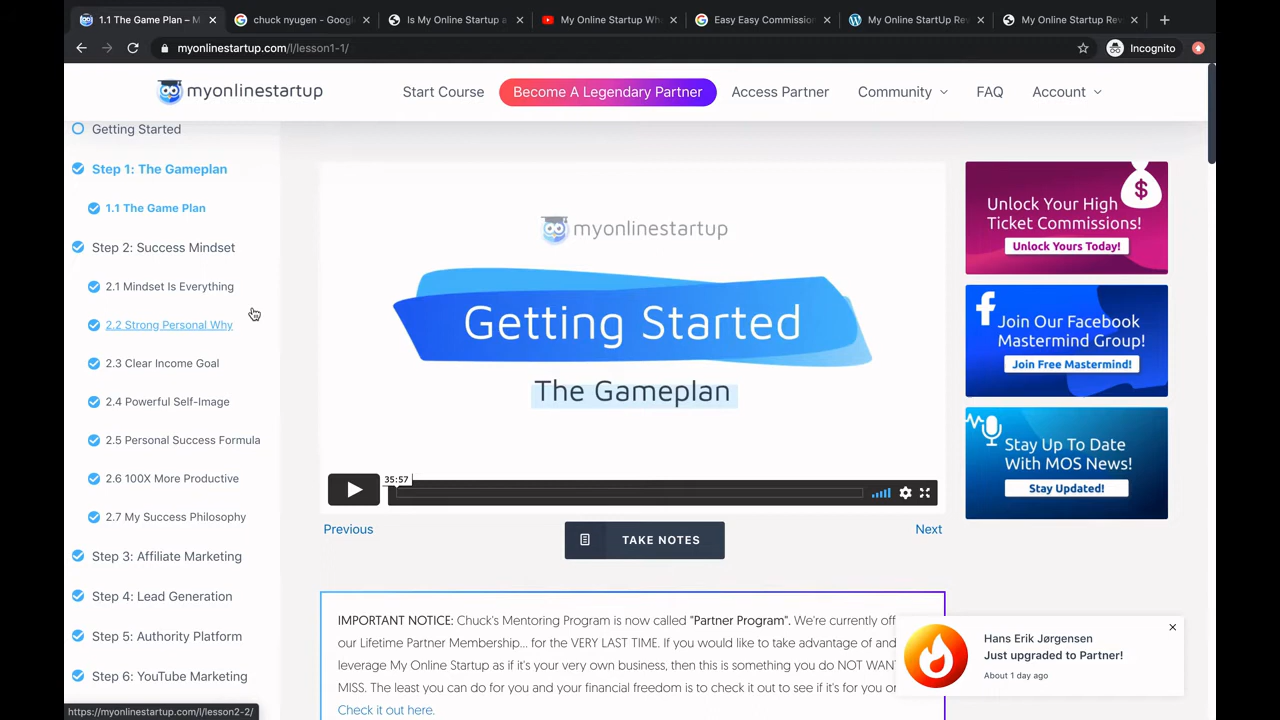 1.1 The Game Plan – M
chuck nyugen - Goog
Is My Online Startup a
My Online Startup Wh
Easy Easy Commission
My Online StartUp Rev
My Online Startup Rev
myonlinestartup.com/l/lesson1-1/
Incognito
myonlinestartup
Start Course
Become A Legendary Partner
Access Partner
Community
FAQ
Account
Getting Started
Step 1: The Gameplan
1.1 The Game Plan
Step 2: Success Mindset
2.1 Mindset Is Everything
2.2 Strong Personal Why
2.3 Clear Income Goal
2.4 Powerful Self-Image
2.5 Personal Success Formula
2.6 100X More Productive
2.7 My Success Philosophy
Step 3: Affiliate Marketing
Step 4: Lead Generation
Step 5: Authority Platform
Step 6: YouTube Marketing
https://myonlinestartup.com/l/lesson2-2/
myonlinestartup
Getting Started
The Gameplan
35:57
Previous
Next
TAKE NOTES
IMPORTANT NOTICE: Chuck's Mentoring Program is now called "Partner Program". We're currently off
our Lifetime Partner Membership... for the VERY LAST TIME. If you would like to take advantage of and
leverage My Online Startup as if it's your very own business, then this is something you do NOT WAN
MISS. The least you can do for you and your financial freedom is to check it out to see if it's for you or
Check it out here.
Unlock Your High
Ticket Commissions!
Unlock Yours Today!
$
Join Our Facebook
Mastermind Group!
Join Free Mastermind!
Stay Up To Date
With MOS News!
Stay Updated!
Hans Erik Jørgensen
Just upgraded to Partner!
About 1 day ago